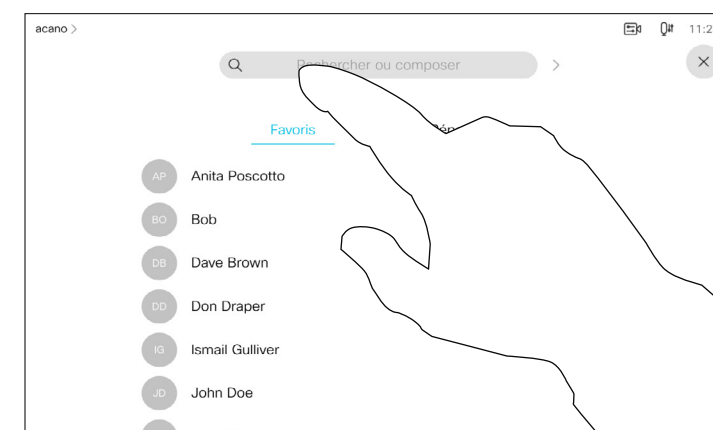 acano >
11:2
Rechercher ou composer >
Favoris
AP Anita Poscotto
BO Bob
DB Dave Brown
DD Don Draper
IG Ismail Gulliver
JD John Doe